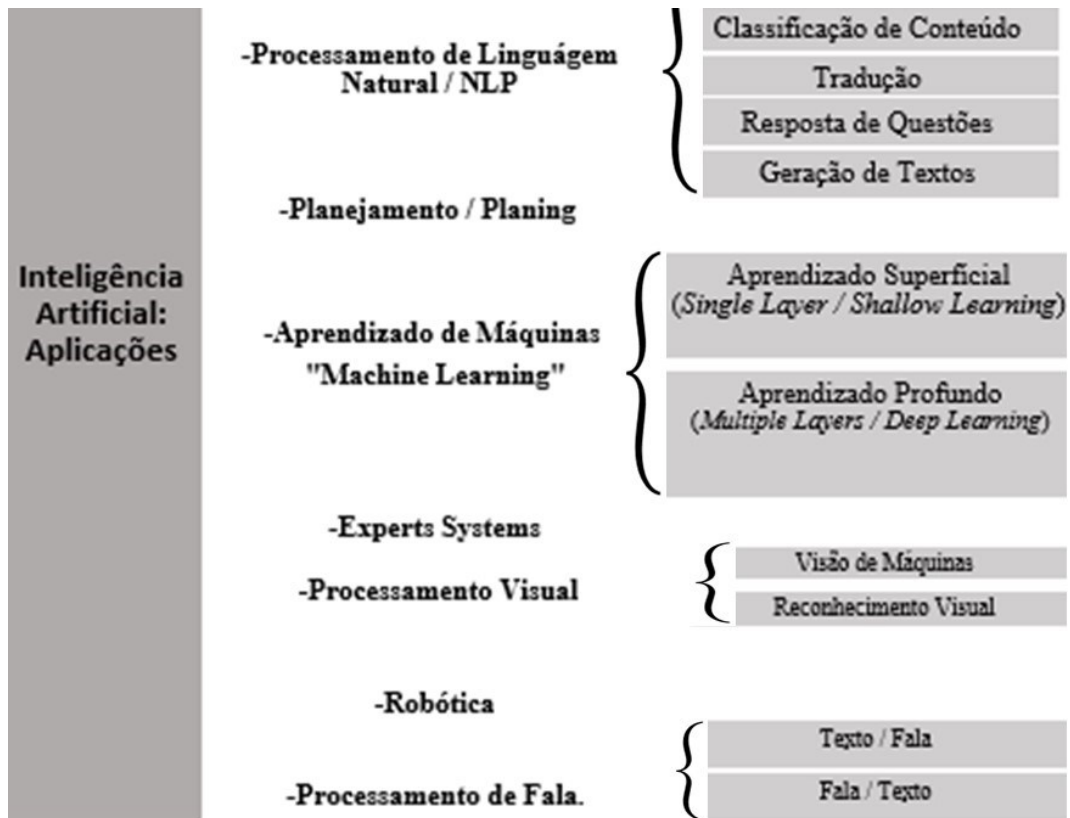 Inteligência
Artificial:
Aplicações
-Processamento de Linguágem
Natural / NLP
Classificação de Conteúdo
Tradução
Resposta de Questões
Geração de Textos
-Planejamento / Planing
-Aprendizado de Máquinas
"Machine Learning"
Aprendizado Superficial
(Single Layer / Shallow Learning)
Aprendizado Profundo
(Multiple Layers / Deep Learning)
-Experts Systems
-Processamento Visual
Visão de Máquinas
Reconhecimento Visual
-Robótica
-Processamento de Fala.
Texto / Fala
Fala / Texto